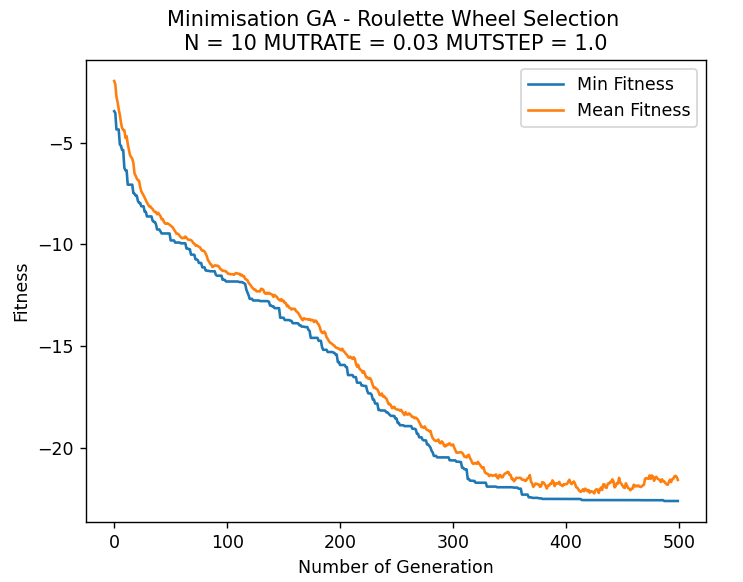 Minimisation GA - Roulette Wheel Selection
N = 10 MUTRATE = 0.03 MUTSTEP = 1.0
Min Fitness
Mean Fitness
Fitness
−5
−10
−15
−20
0 100 200 300 400 500
Number of Generation